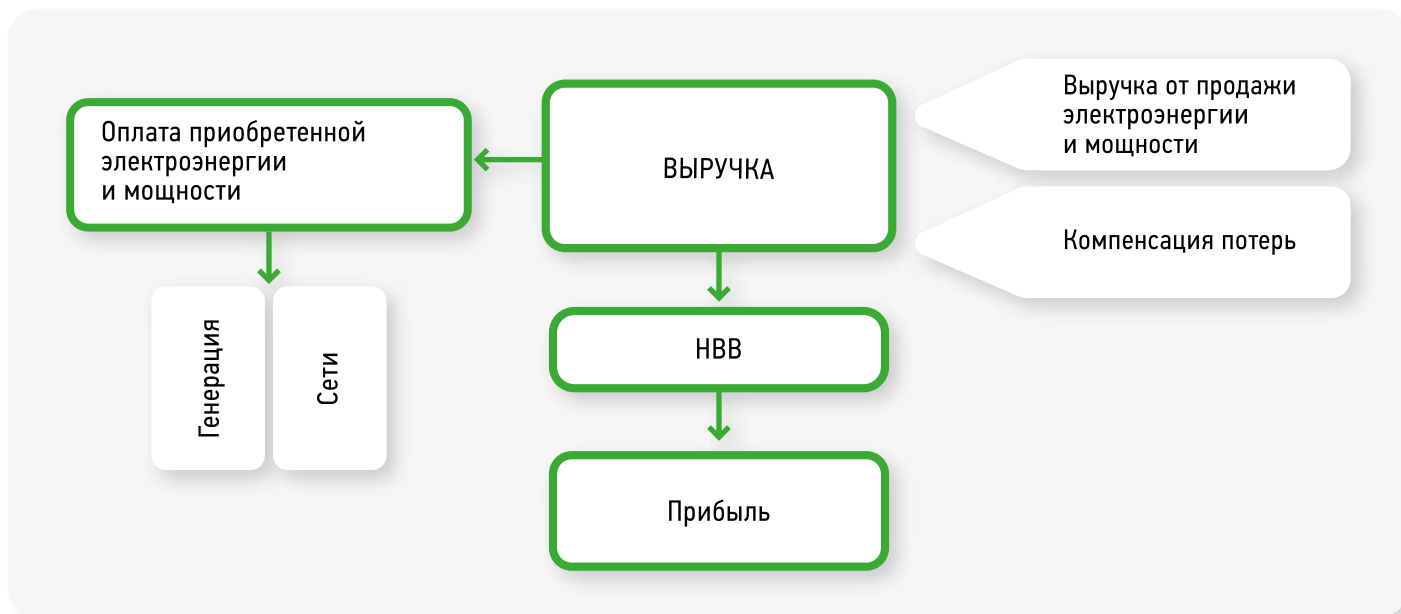 Оплата приобретенной
электроэнергии
и мощности
ВЫРУЧКА
Выручка от продажи
электроэнергии
и мощности
Компенсация потерь
Генерация
Сети
НВВ
Прибыль